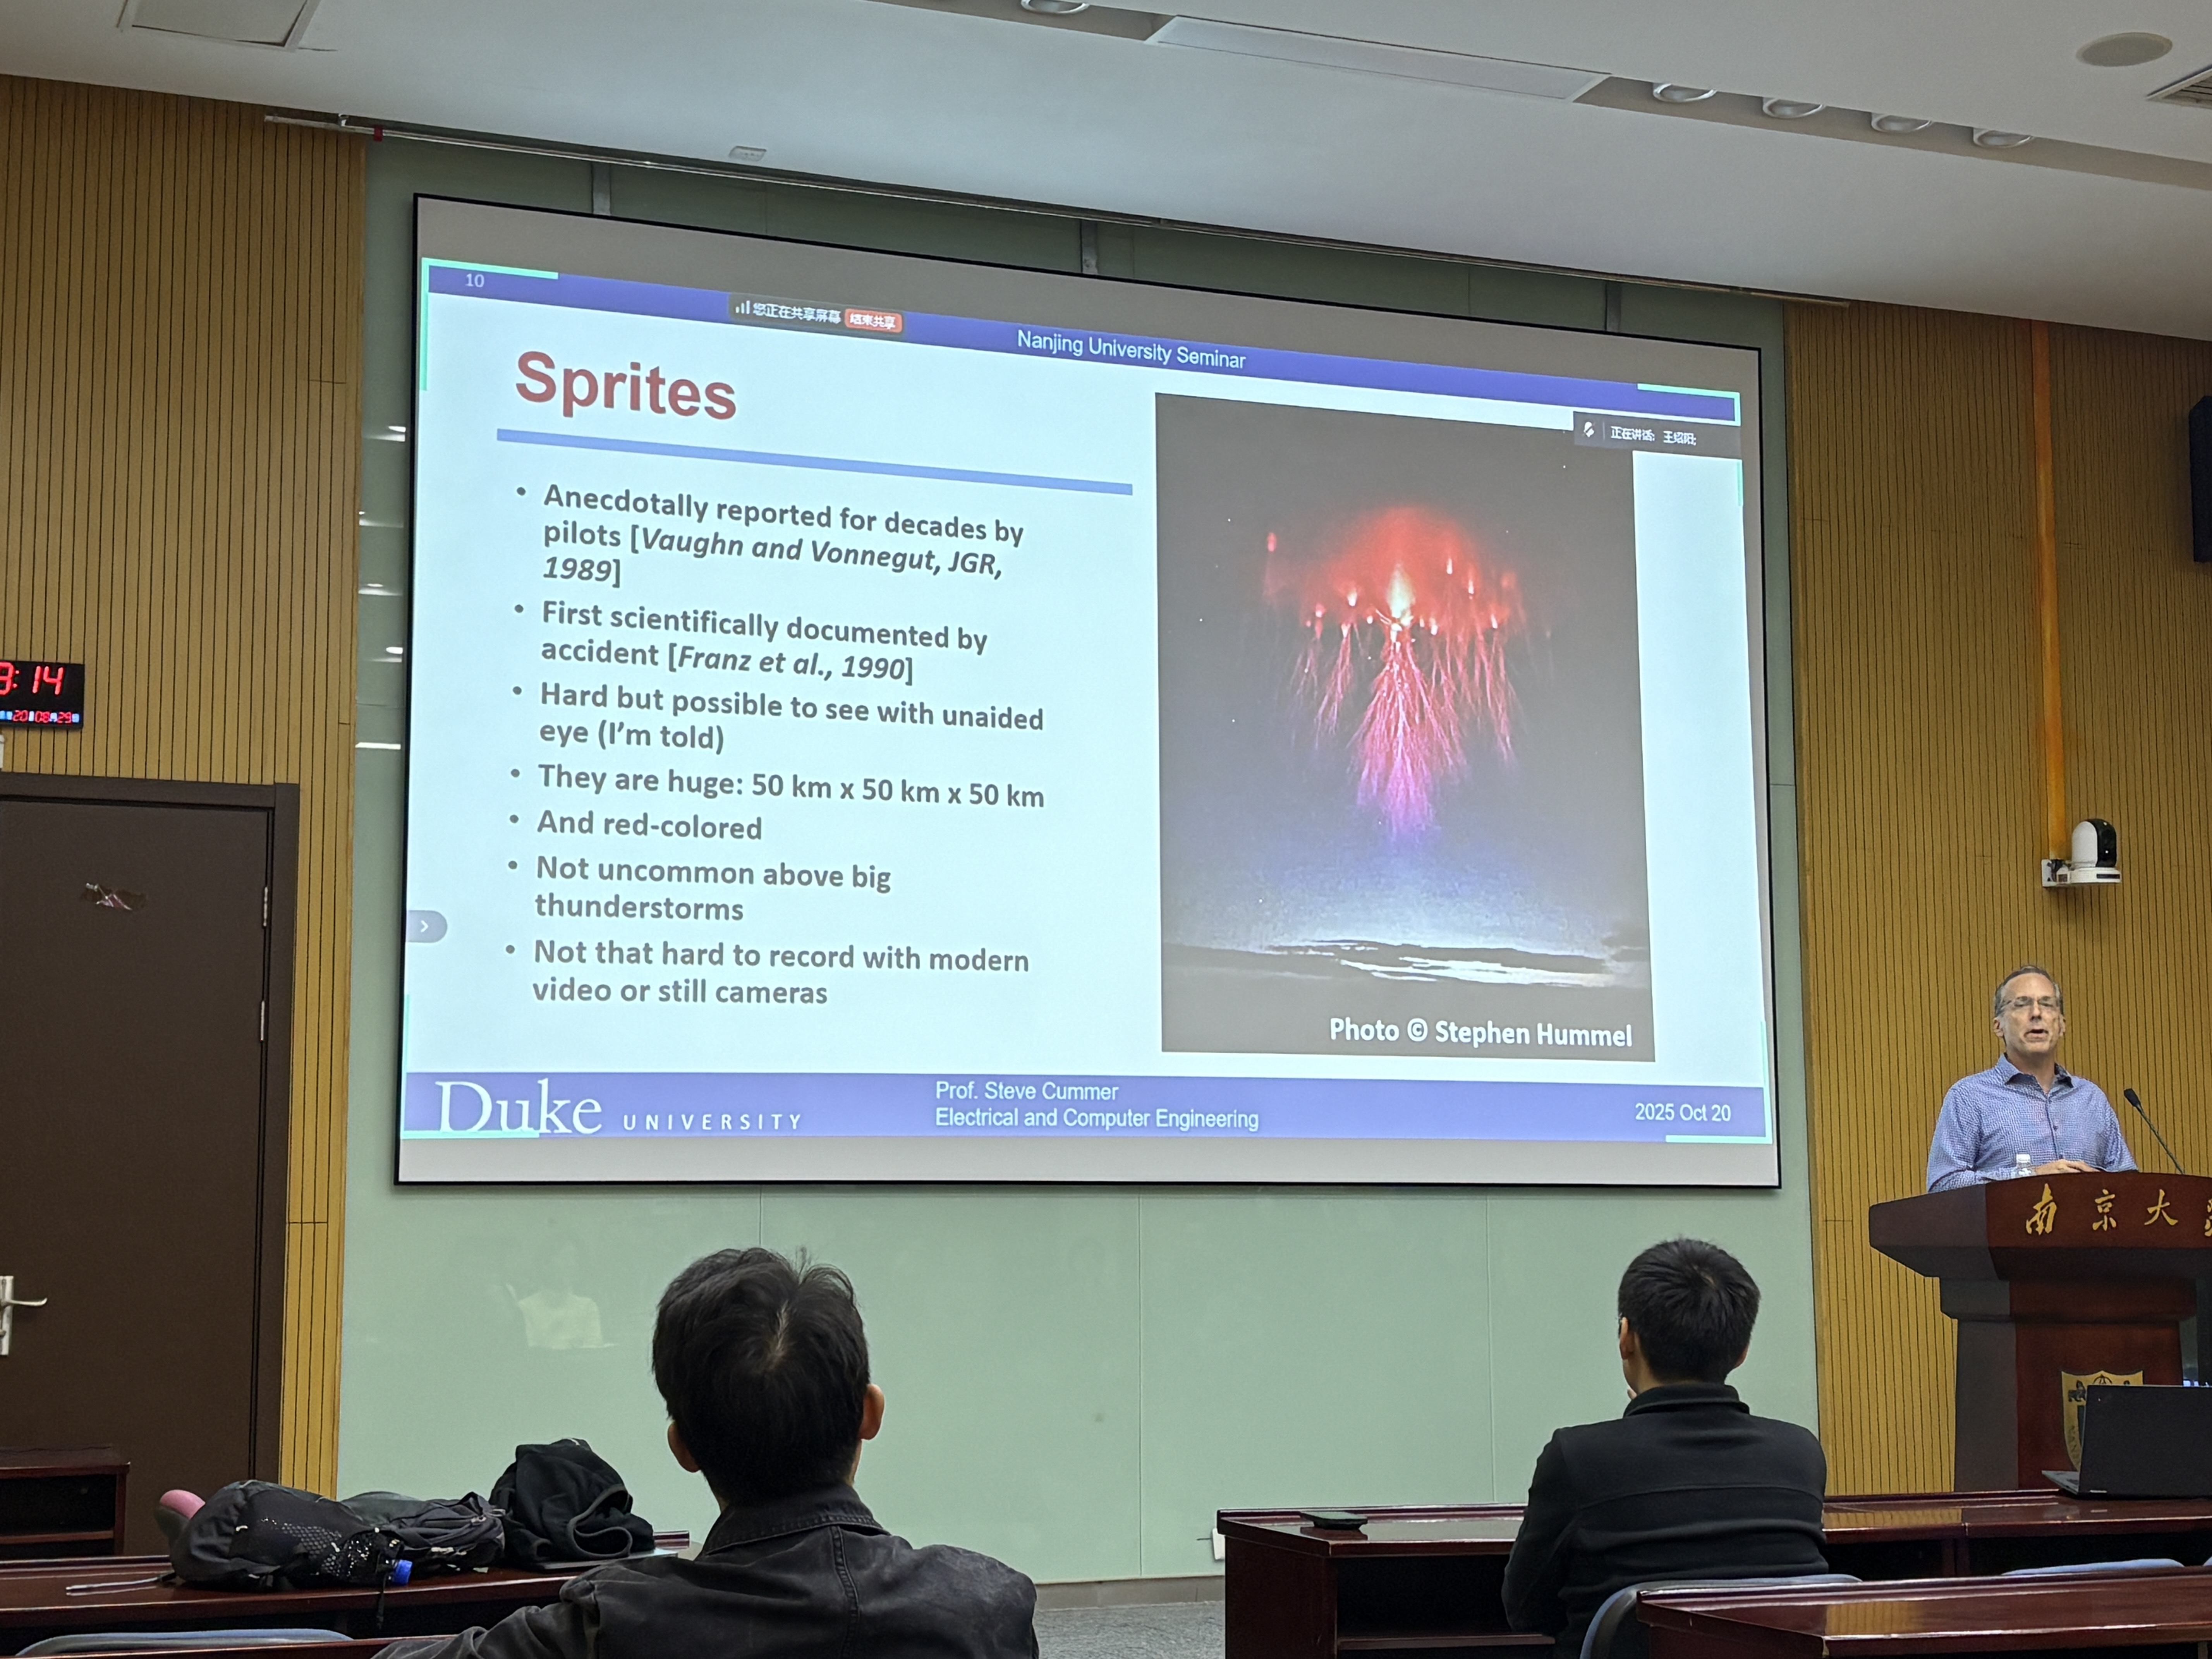 10
您正在共享屏幕 结束共享
Nanjing University Seminar
正在讲话: 王绍阳;
Sprites
• Anecdotally reported for decades by
pilots [Vaughn and Vonnegut, JGR,
1989]
• First scientifically documented by
accident [Franz et al., 1990]
• Hard but possible to see with unaided
eye (I'm told)
• They are huge: 50 km x 50 km x 50 km
• And red-colored
• Not uncommon above big
thunderstorms
• Not that hard to record with modern
video or still cameras
Photo © Stephen Hummel
Duke UNIVERSITY
Prof. Steve Cummer
Electrical and Computer Engineering
2025 Oct 20
:14
南京大